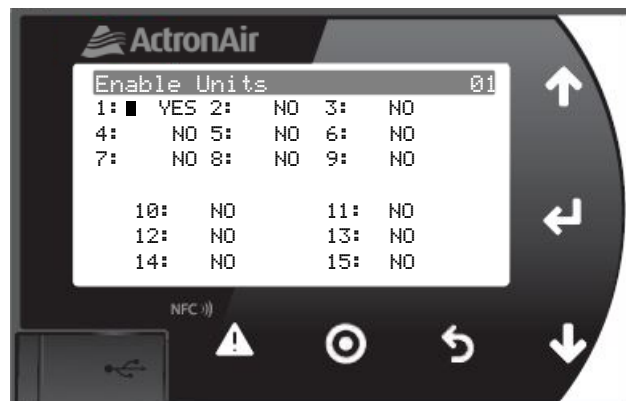 ActronAir
Enable Units 01
1: YES 2: NO 3: NO
4: NO 5: NO 6: NO
7: NO 8: NO 9: NO
10: NO 11: NO
12: NO 13: NO
14: NO 15: NO
NFC